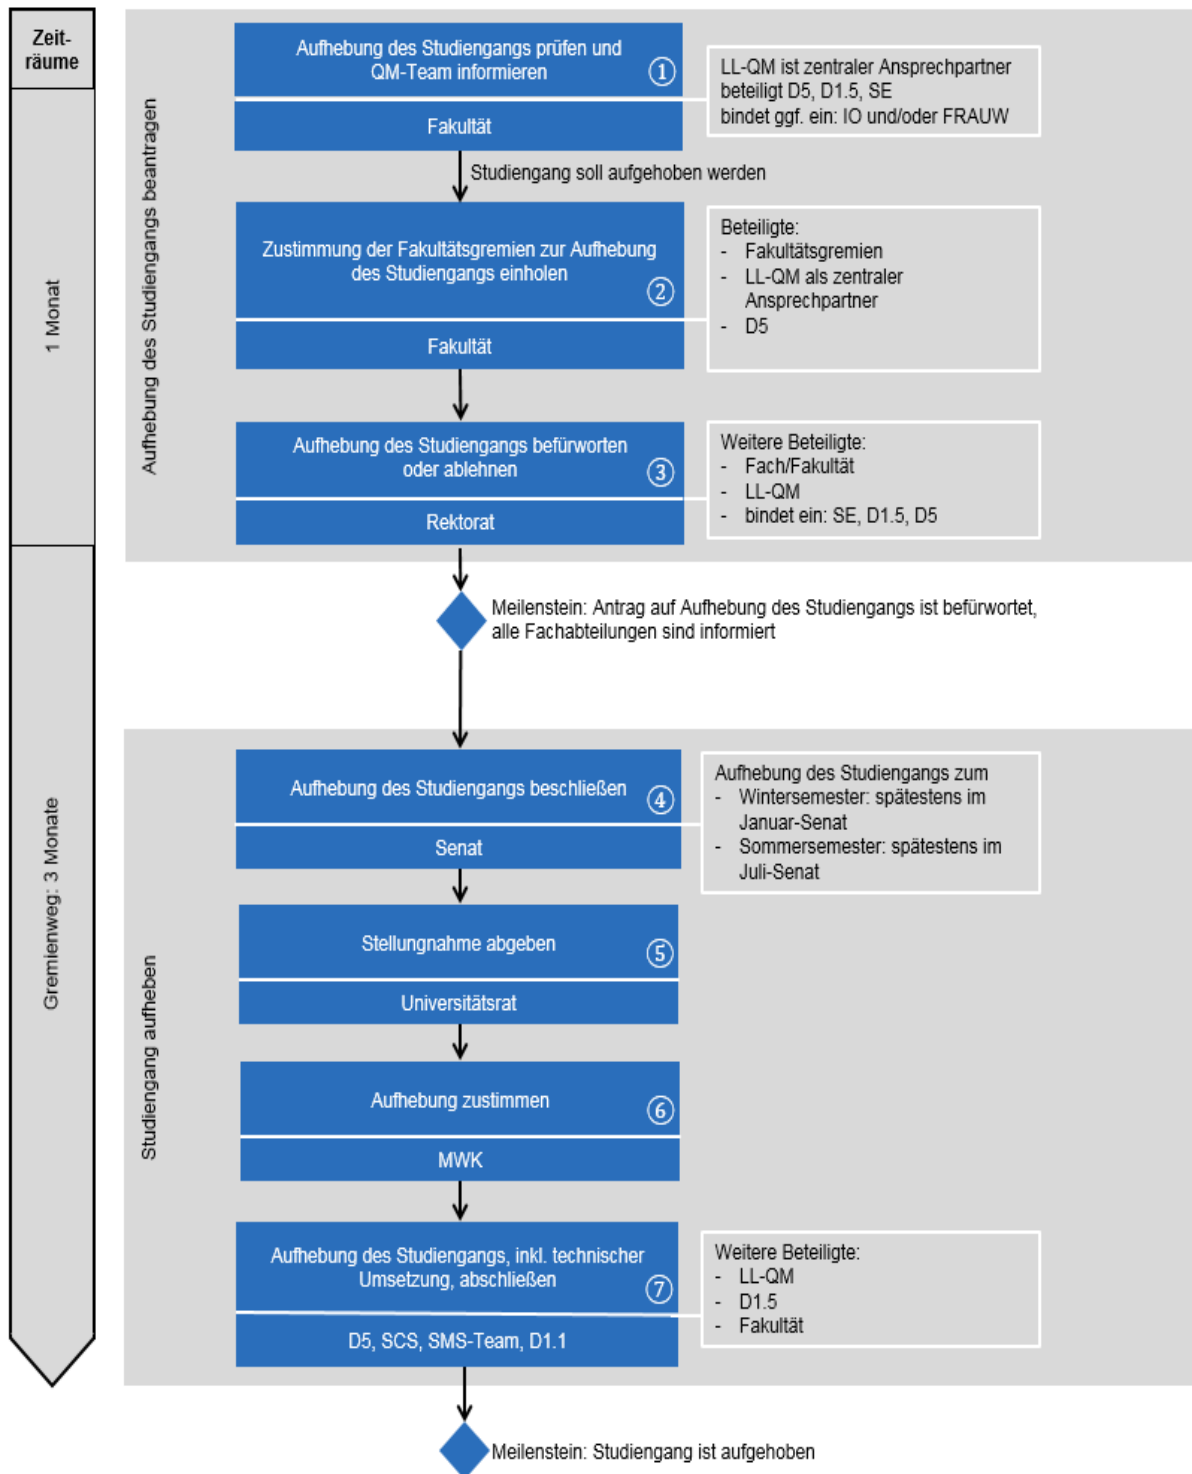 Zeit-
räume
1 Monat
Gremienweg: 3 Monate
Aufhebung des Studiengangs beantragen
Aufhebung des Studiengangs prüfen und
QM-Team informieren
①
Fakultät
LL-QM ist zentraler Ansprechpartner
beteiligt D5, D1.5, SE
bindet ggf. ein: IO und/oder FRAUW
Studiengang soll aufgehoben werden
Zustimmung der Fakultätsgremien zur Aufhebung
des Studiengangs einholen
②
Fakultät
Beteiligte:
- Fakultätsgremien
- LL-QM als zentraler
Ansprechpartner
- D5
Aufhebung des Studiengangs befürworten
oder ablehnen
③
Rektorat
Weitere Beteiligte:
- Fach/Fakultät
- LL-QM
- bindet ein: SE, D1.5, D5
Meilenstein: Antrag auf Aufhebung des Studiengangs ist befürwortet,
alle Fachabteilungen sind informiert
Studiengang aufheben
Aufhebung des Studiengangs beschließen
④
Senat
Aufhebung des Studiengangs zum
- Wintersemester: spätestens im
Januar-Senat
- Sommersemester: spätestens im
Juli-Senat
Stellungnahme abgeben
⑤
Universitätsrat
Aufhebung zustimmen
⑥
MWK
Aufhebung des Studiengangs, inkl. technischer
Umsetzung, abschließen
⑦
D5, SCS, SMS-Team, D1.1
Weitere Beteiligte:
- LL-QM
- D1.5
- Fakultät
Meilenstein: Studiengang ist aufgehoben